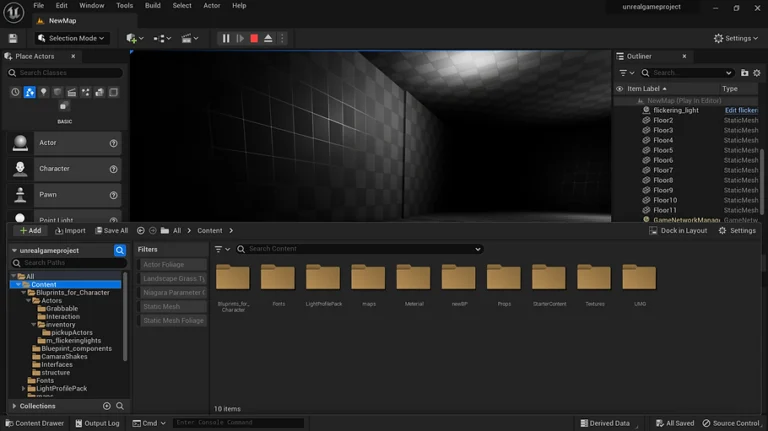 File Edit Window Tools Build Select Actor Help
unrealgameproject
NewMap
Selection Mode
Settings
Place Actors
Outliner
Search Classes
Search...
Item Label
Type
BASIC
NewMap (Play In Editor)
flickering_light
Edit flicker
Floor2 StaticMesh
Floor3 StaticMesh
Floor4 StaticMesh
Floor5 StaticMesh
Floor6 StaticMesh
Floor7 StaticMesh
Floor8 StaticMesh
Floor9 StaticMesh
Floor10 StaticMesh
Floor11 StaticMesh
GameNetworkManag
GameNetw
Actor
Character
Pawn
Point Light
Add Import Save All All Content
Dock in Layout Settings
unrealgameproject
Search Paths
Filters
Search Content
Actor Foliage
Landscape Grass Ty
Niagara Parameter C
Static Mesh
Static Mesh Foliage
All
Content
Bluprints_for_Character
Actors
Grabbable
Interaction
inventory
pickupActors
m_flickeringlights
Blueprint_components
CamaraShakes
Interfaces
structure
Fonts
LightProfilePack
maps
Bluprints_for_
Character
Fonts
LightProfilePack
maps
Meterial
newBP
Props
StarterContent
Textures
UMG
10 items
Collections
Content Drawer Output Log Cmd Enter Console Command
Derived Data All Saved Source Control